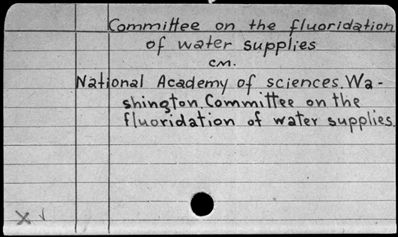 Committee on the fluoridation
of water supplies
см.
National Academy of sciences. Wa-
shington. Committee on the
fluoridation of water supplies.
X ✓